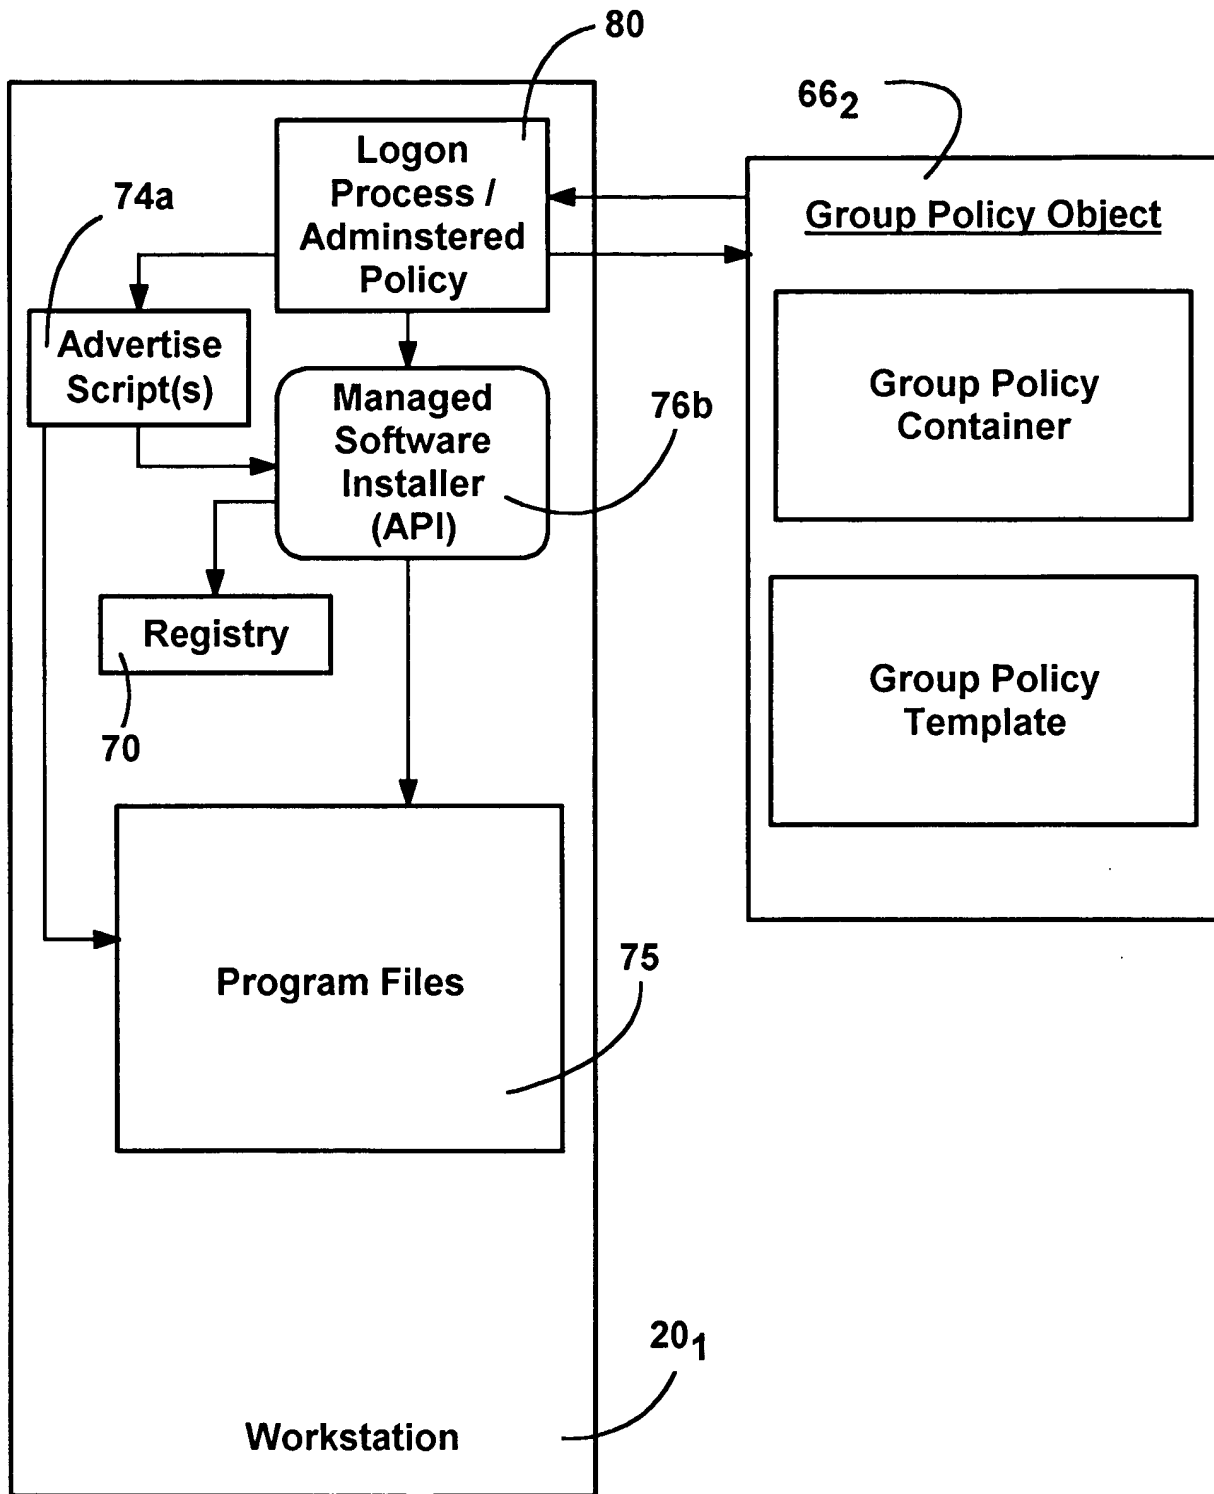 80
66₂
Logon
Process /
Adminstered
Policy
Group Policy Object
74a
Advertise
Script(s)
Managed
Software
Installer
(API)
76b
Group Policy
Container
Registry
70
Group Policy
Template
Program Files
75
20₁
Workstation